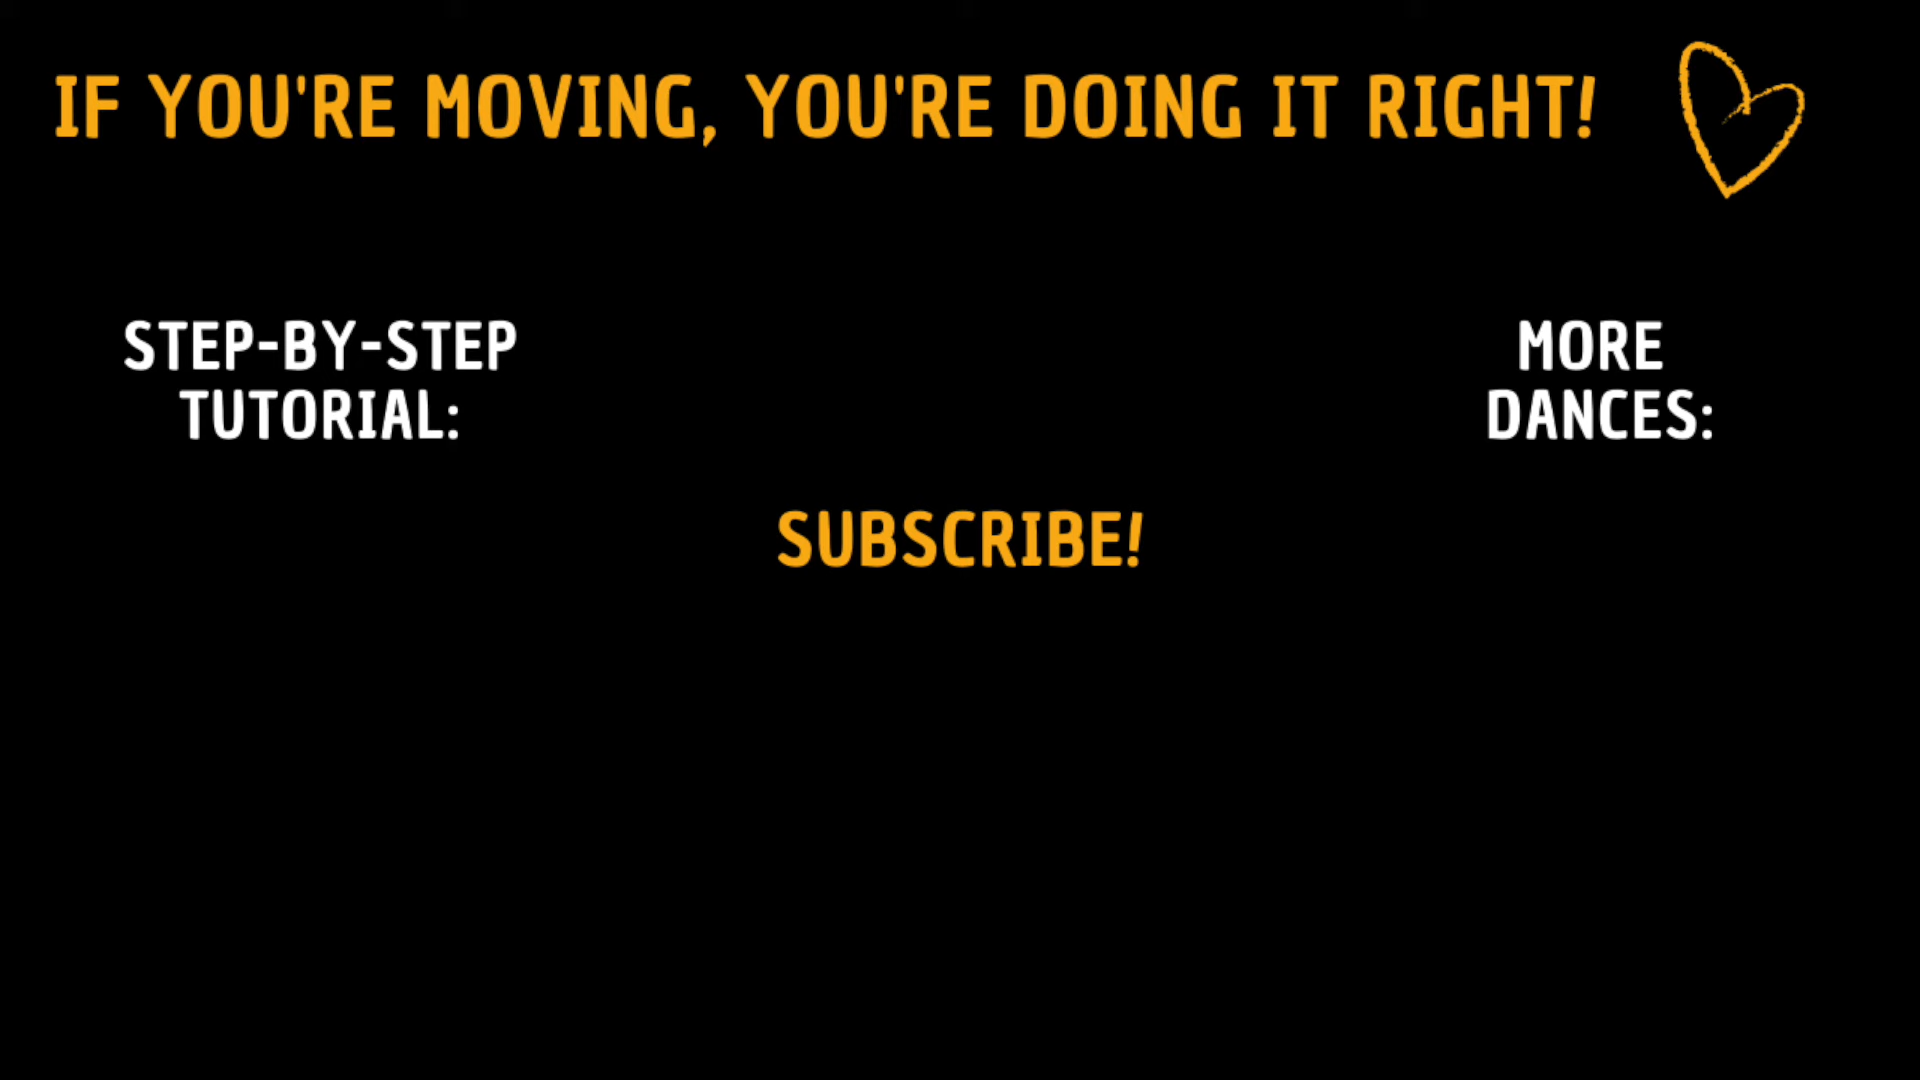 IF YOU'RE MOVING, YOU'RE DOING IT RIGHT!
STEP-BY-STEP
TUTORIAL:
MORE
DANCES:
SUBSCRIBE!